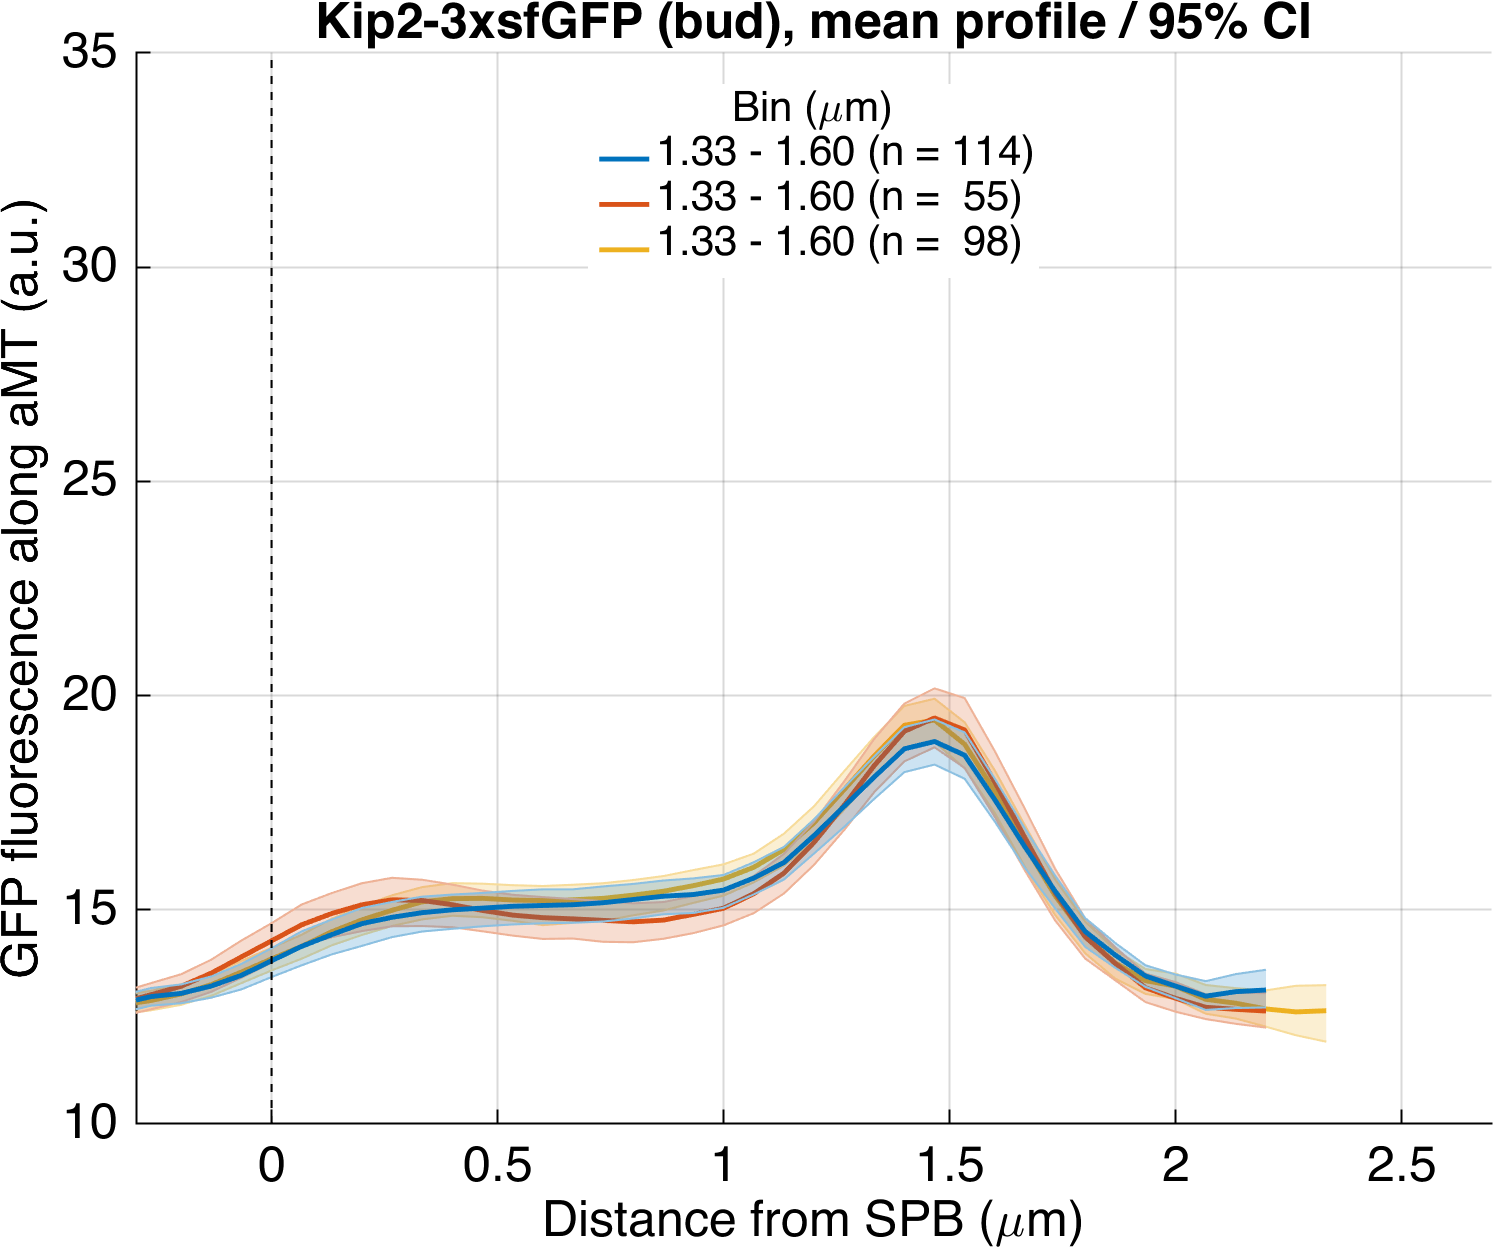 Kip2-3xsfGFP (bud), mean profile / 95% CI
GFP fluorescence along aMT (a.u.)
35
30
25
20
15
10
Bin (μm)
1.33 - 1.60 (n = 114)
1.33 - 1.60 (n =  55)
1.33 - 1.60 (n =  98)
0 0.5 1 1.5 2 2.5
Distance from SPB (μm)